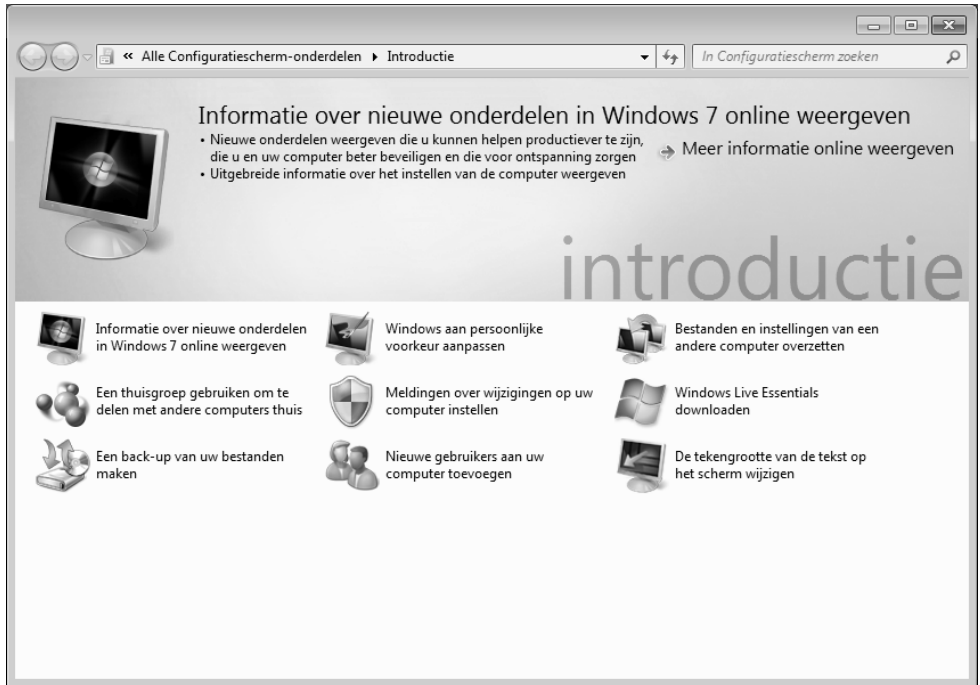 « Alle Configuratiescherm-onderdelen ▸ Introductie
In Configuratiescherm zoeken
Informatie over nieuwe onderdelen in Windows 7 online weergeven
• Nieuwe onderdelen weergeven die u kunnen helpen productiever te zijn,
die u en uw computer beter beveiligen en die voor ontspanning zorgen
• Uitgebreide informatie over het instellen van de computer weergeven
Meer informatie online weergeven
introductie
Informatie over nieuwe onderdelen
in Windows 7 online weergeven
Windows aan persoonlijke
voorkeur aanpassen
Bestanden en instellingen van een
andere computer overzetten
Een thuisgroep gebruiken om te
delen met andere computers thuis
Meldingen over wijzigingen op uw
computer instellen
Windows Live Essentials
downloaden
Een back-up van uw bestanden
maken
Nieuwe gebruikers aan uw
computer toevoegen
De tekengrootte van de tekst op
het scherm wijzigen